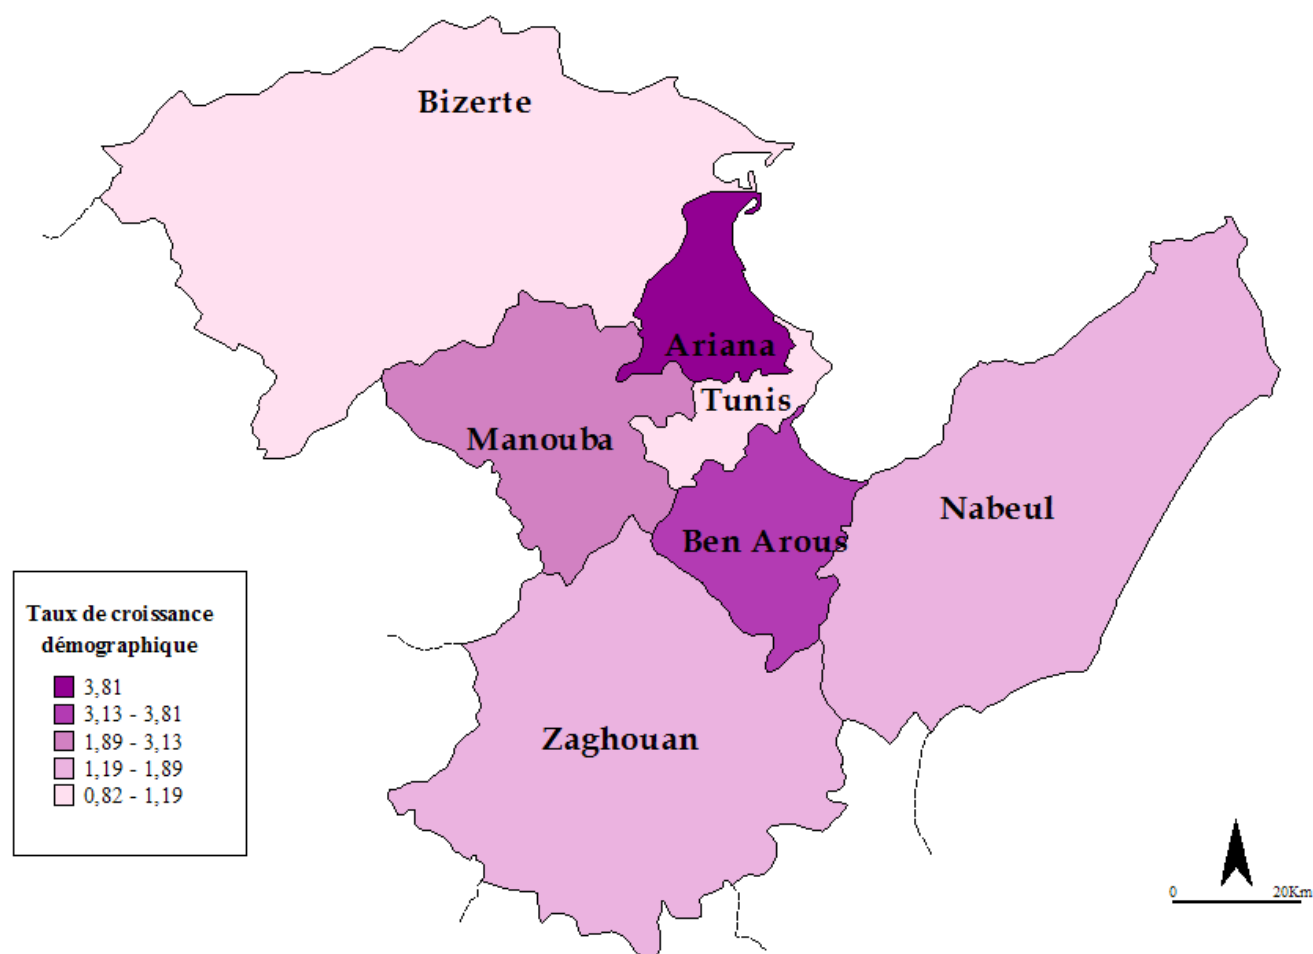 Bizerte
Ariana
Tunis
Manouba
Nabeul
Ben Arous
Zaghouan
Taux de croissance
démographique
3,81
3,13 - 3,81
1,89 - 3,13
1,19 - 1,89
0,82 - 1,19
0 20Km